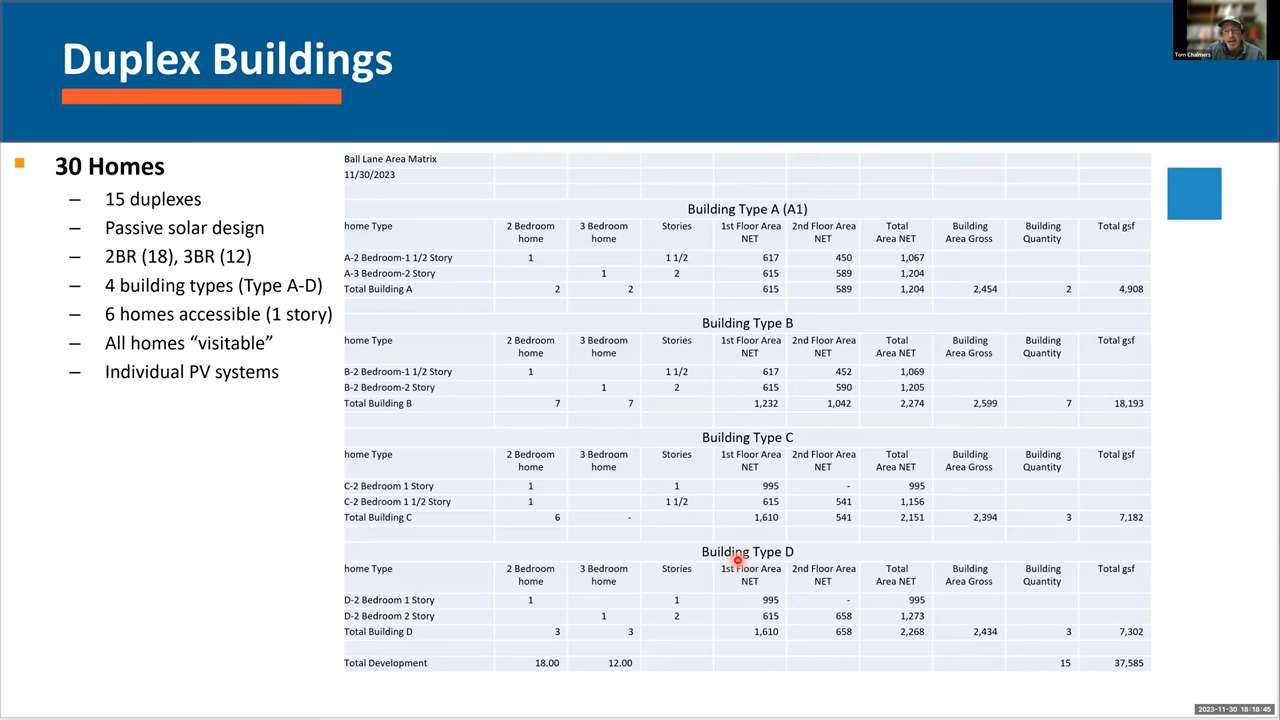 Duplex Buildings
Tom Chalmers
30 Homes
– 15 duplexes
– Passive solar design
– 2BR (18), 3BR (12)
– 4 building types (Type A-D)
– 6 homes accessible (1 story)
– All homes “visitable”
– Individual PV systems
Ball Lane Area Matrix
11/30/2023
Building Type A (A1)
home Type 2 Bedroom home 3 Bedroom home Stories 1st Floor Area NET 2nd Floor Area NET Total Area NET Building Area Gross Building Quantity Total gsf
A-2 Bedroom-1 1/2 Story 1 1 1/2 617 450 1,067
A-3 Bedroom-2 Story 1 2 615 589 1,204
Total Building A 2 2 615 589 1,204 2,454 2 4,908
Building Type B
home Type 2 Bedroom home 3 Bedroom home Stories 1st Floor Area NET 2nd Floor Area NET Total Area NET Building Area Gross Building Quantity Total gsf
B-2 Bedroom-1 1/2 Story 1 1 1/2 617 452 1,069
B-2 Bedroom-2 Story 1 2 615 590 1,205
Total Building B 7 7 1,232 1,042 2,274 2,599 7 18,193
Building Type C
home Type 2 Bedroom home 3 Bedroom home Stories 1st Floor Area NET 2nd Floor Area NET Total Area NET Building Area Gross Building Quantity Total gsf
C-2 Bedroom 1 Story 1 1 995 - 995
C-2 Bedroom 1 1/2 Story 1 1 1/2 615 541 1,156
Total Building C 6 - 1,610 541 2,151 2,394 3 7,182
Building Type D
home Type 2 Bedroom home 3 Bedroom home Stories 1st Floor Area NET 2nd Floor Area NET Total Area NET Building Area Gross Building Quantity Total gsf
D-2 Bedroom 1 Story 1 1 995 - 995
D-2 Bedroom 2 Story 1 2 615 658 1,273
Total Building D 3 3 1,610 658 2,268 2,434 3 7,302
Total Development 18.00 12.00 15 37,585
2023-11-30 18:18:45